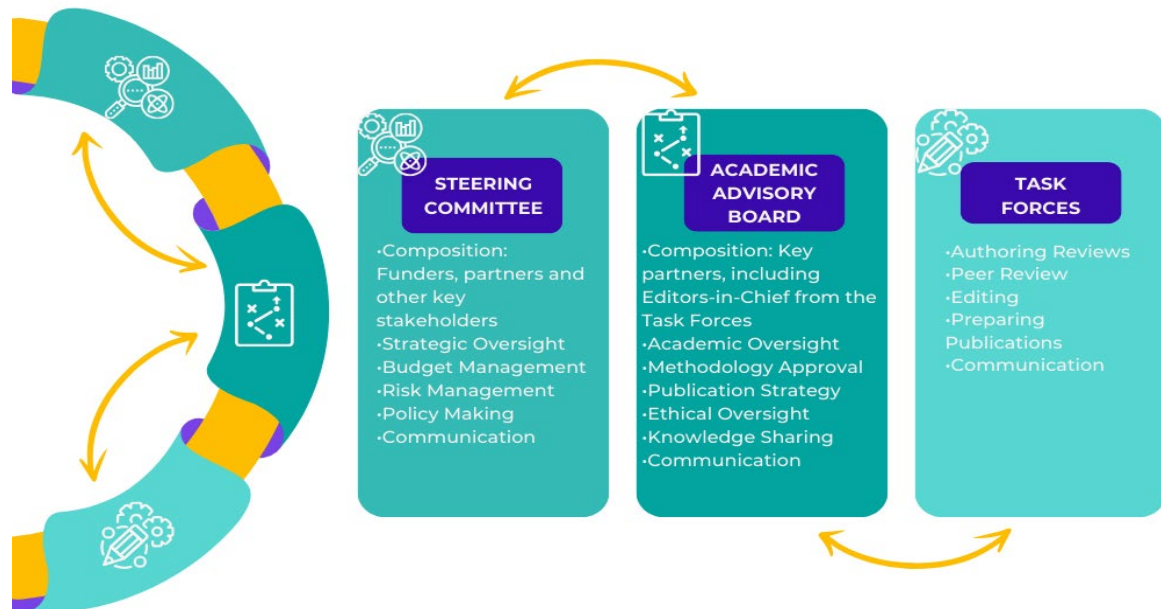 STEERING
COMMITTEE
•Composition:
Funders, partners and
other key
stakeholders
•Strategic Oversight
•Budget Management
•Risk Management
•Policy Making
•Communication
ACADEMIC
ADVISORY
BOARD
•Composition: Key
partners, including
Editors-in-Chief from the
Task Forces
•Academic Oversight
•Methodology Approval
•Publication Strategy
•Ethical Oversight
•Knowledge Sharing
•Communication
TASK
FORCES
•Authoring Reviews
•Peer Review
•Editing
•Preparing
Publications
•Communication